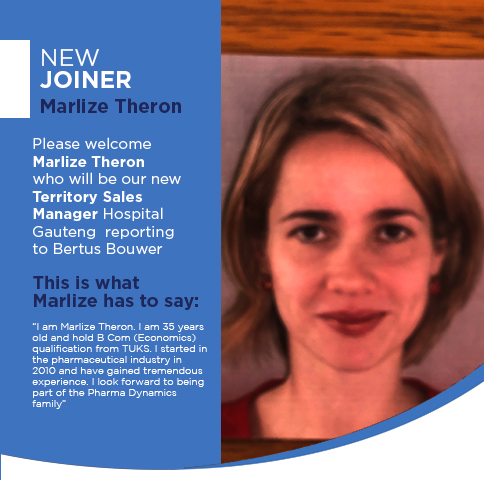 NEW
JOINER
Marlize Theron
Please welcome
Marlize Theron
who will be our new
Territory Sales
Manager Hospital
Gauteng reporting
to Bertus Bouwer
This is what
Marlize has to say:
“I am Marlize Theron. I am 35 years
old and hold B Com (Economics)
qualification from TUKS. I started in
the pharmaceutical industry in
2010 and have gained tremendous
experience. I look forward to being
part of the Pharma Dynamics
family”